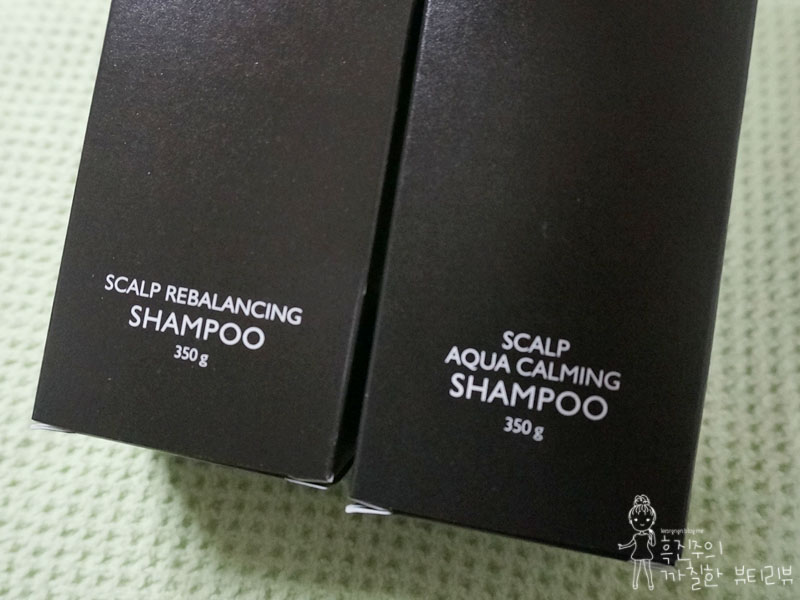 SCALP REBALANCING
SHAMPOO
350 g
SCALP
AQUA CALMING
SHAMPOO
350 g
흑진주의
까칠한 뷰티리뷰